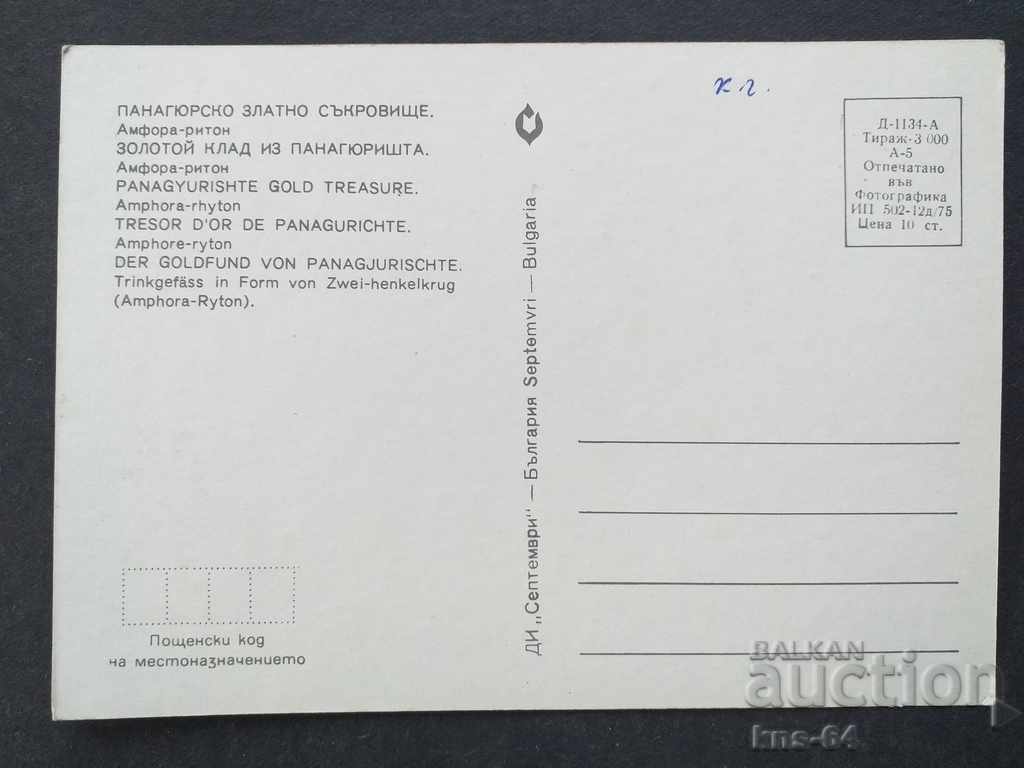 ПАНАГЮРСКО ЗЛАТНО СЪКРОВИЩЕ.
Амфора-ритон
ЗОЛОТОЙ КЛАД ИЗ ПАНАГЮРИШТА.
Амфора-ритон
PANAGYURISHTE GOLD TREASURE.
Amphora-rhyton
TRESOR D'OR DE PANAGURICHTE.
Amphore-ryton
DER GOLDFUND VON PANAGJURISCHTE.
Trinkgefäss in Form von Zwei-henkelkrug
(Amphora-Ryton).
Пощенски код
на местоназначението
ДИ „Септември" — България Septemvri — Bulgaria
к. г.
Д-1134-А
Тираж-3 000
А-5
Отпечатано
във
Фотографика
ИП 502-12д/75
Цена 10 ст.
BALKAN
auction
kns-64